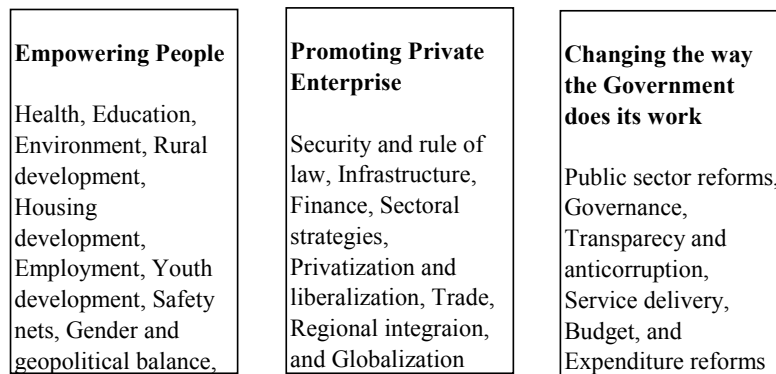 Empowering People
Health, Education,
Environment, Rural
development,
Housing
development,
Employment, Youth
development, Safety
nets, Gender and
geopolitical balance,
Promoting Private
Enterprise
Security and rule of
law, Infrastructure,
Finance, Sectoral
strategies,
Privatization and
liberalization, Trade,
Regional integraion,
and Globalization
Changing the way
the Government
does its work
Public sector reforms,
Governance,
Transparecy and
anticorruption,
Service delivery,
Budget, and
Expenditure reforms